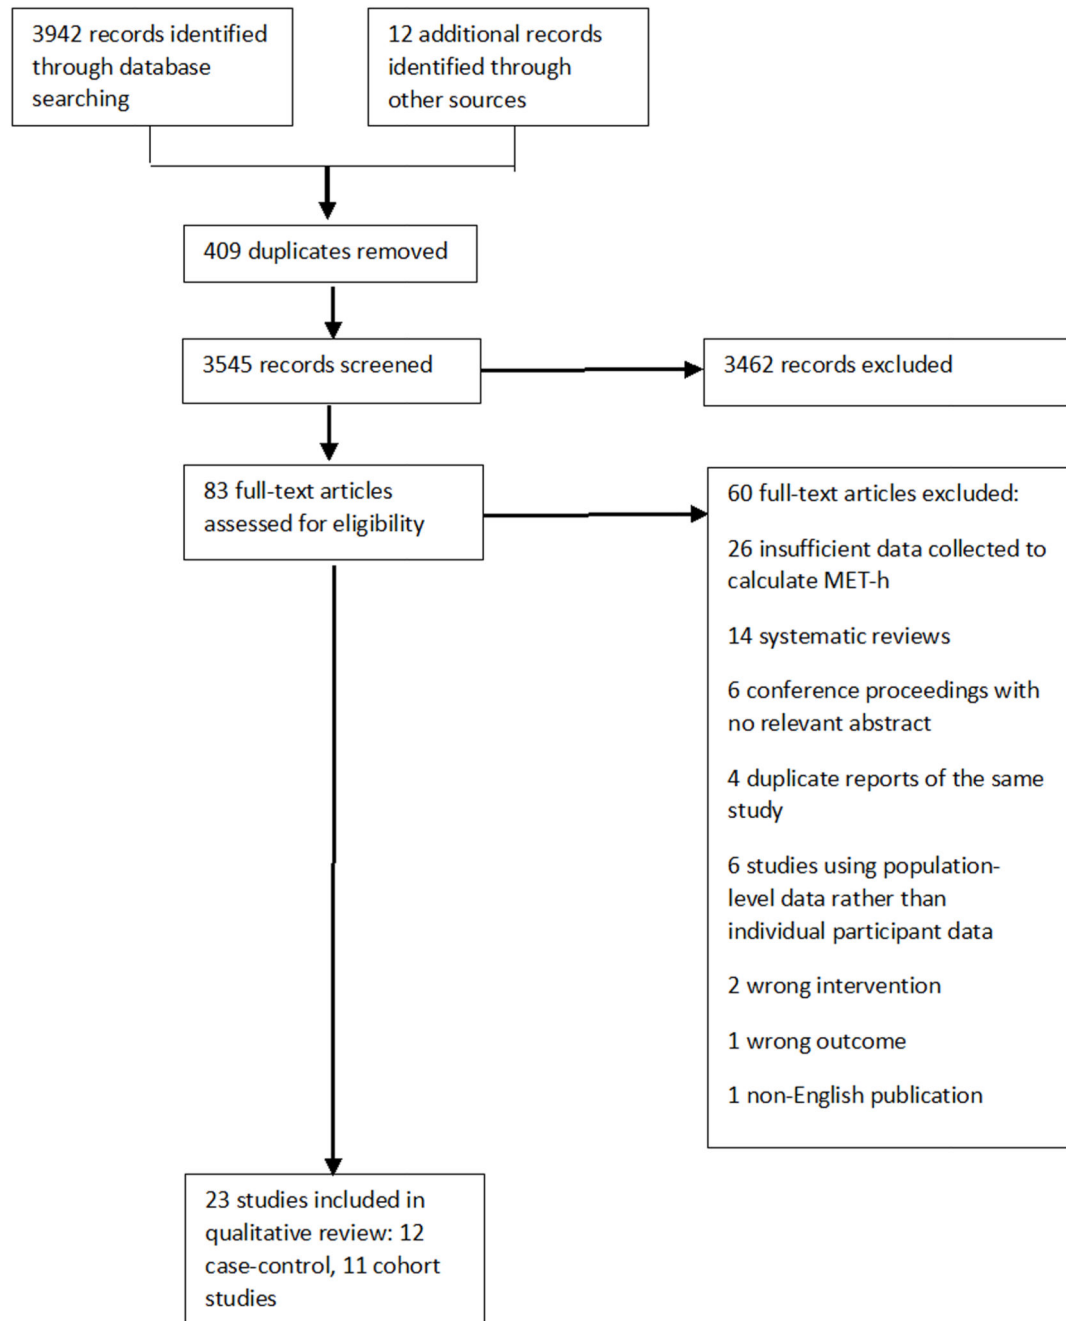 3942 records identified
through database
searching
12 additional records
identified through
other sources
409 duplicates removed
3545 records screened
3462 records excluded
83 full-text articles
assessed for eligibility
60 full-text articles excluded:
26 insufficient data collected to
calculate MET-h
14 systematic reviews
6 conference proceedings with
no relevant abstract
4 duplicate reports of the same
study
6 studies using population-
level data rather than
individual participant data
2 wrong intervention
1 wrong outcome
1 non-English publication
23 studies included in
qualitative review: 12
case-control, 11 cohort
studies